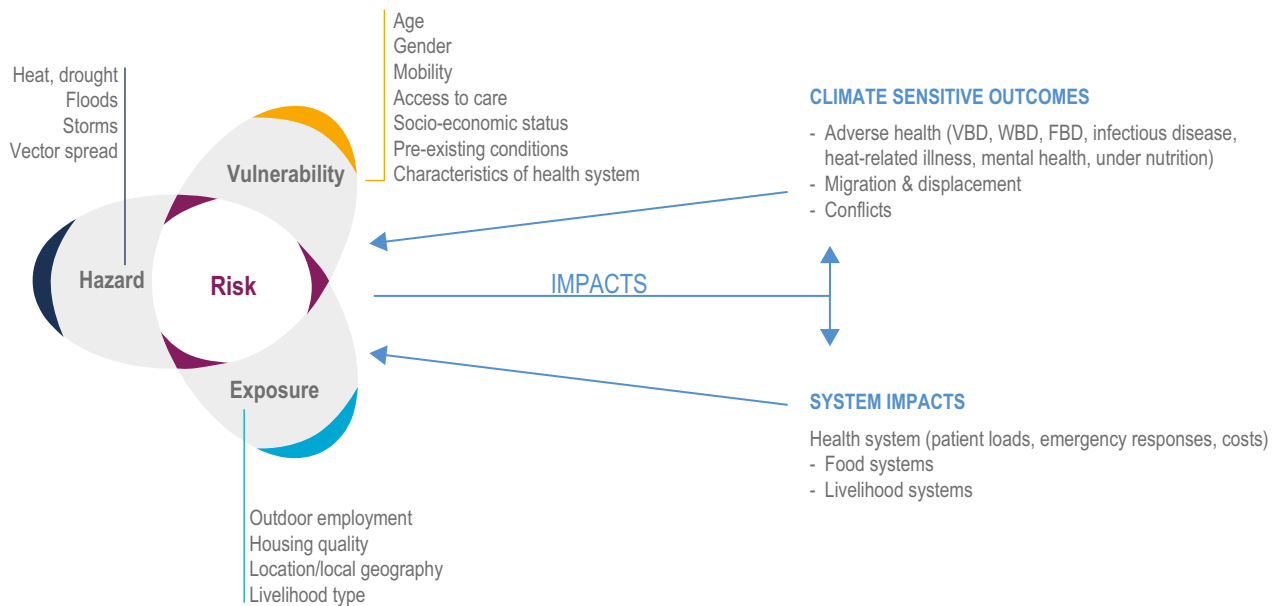 Heat, drought
Floods
Storms
Vector spread
Age
Gender
Mobility
Access to care
Socio-economic status
Pre-existing conditions
Characteristics of health system
Vulnerability
Hazard
Risk
Exposure
Outdoor employment
Housing quality
Location/local geography
Livelihood type
IMPACTS
CLIMATE SENSITIVE OUTCOMES
- Adverse health (VBD, WBD, FBD, infectious disease,
heat-related illness, mental health, under nutrition)
- Migration & displacement
- Conflicts
SYSTEM IMPACTS
Health system (patient loads, emergency responses, costs)
- Food systems
- Livelihood systems